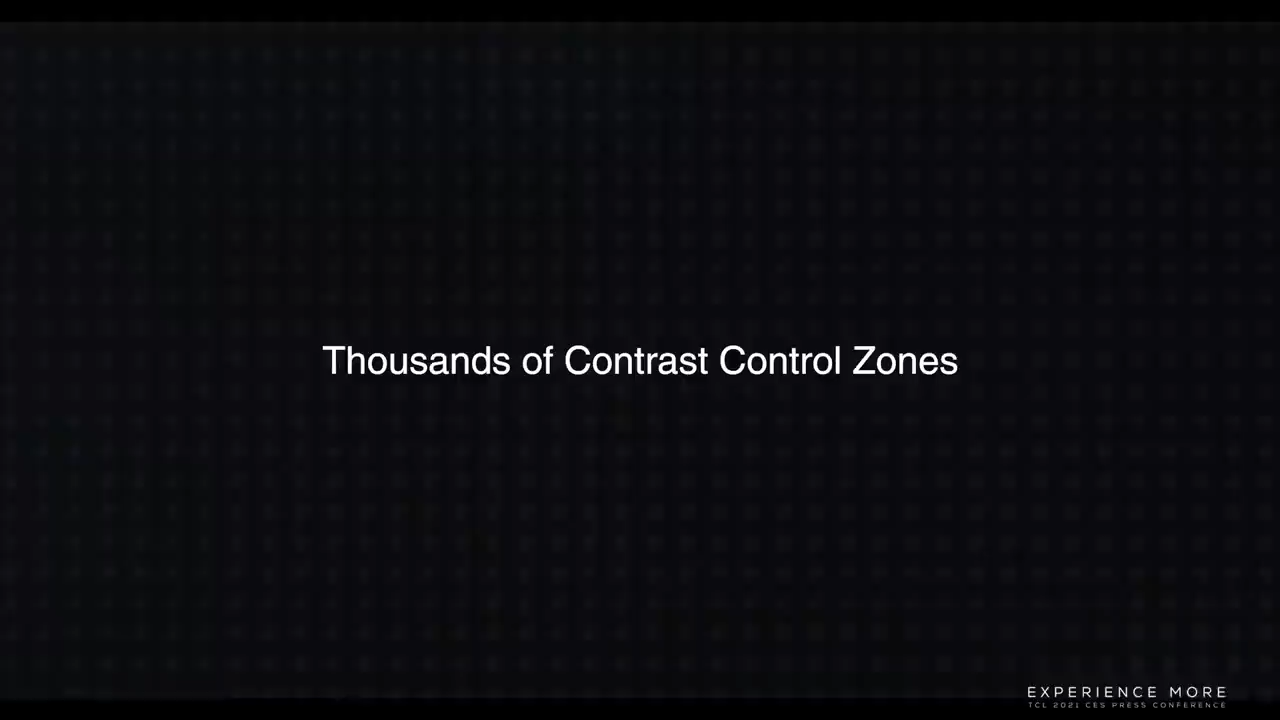 Thousands of Contrast Control Zones
EXPERIENCE MORE
TCL 2021 CES PRESS CONFERENCE